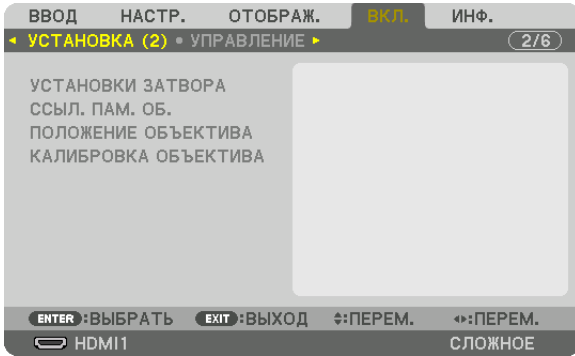 ВВОД НАСТР. ОТОБРАЖ. ВКЛ. ИНФ.
УСТАНОВКА (2) • УПРАВЛЕНИЕ 2/6
УСТАНОВКИ ЗАТВОРА
ССЫЛ. ПАМ. ОБ.
ПОЛОЖЕНИЕ ОБЪЕКТИВА
КАЛИБРОВКА ОБЪЕКТИВА
ENTER :ВЫБРАТЬ EXIT :ВЫХОД :ПЕРЕМ. :ПЕРЕМ.
HDMI1 СЛОЖНОЕ